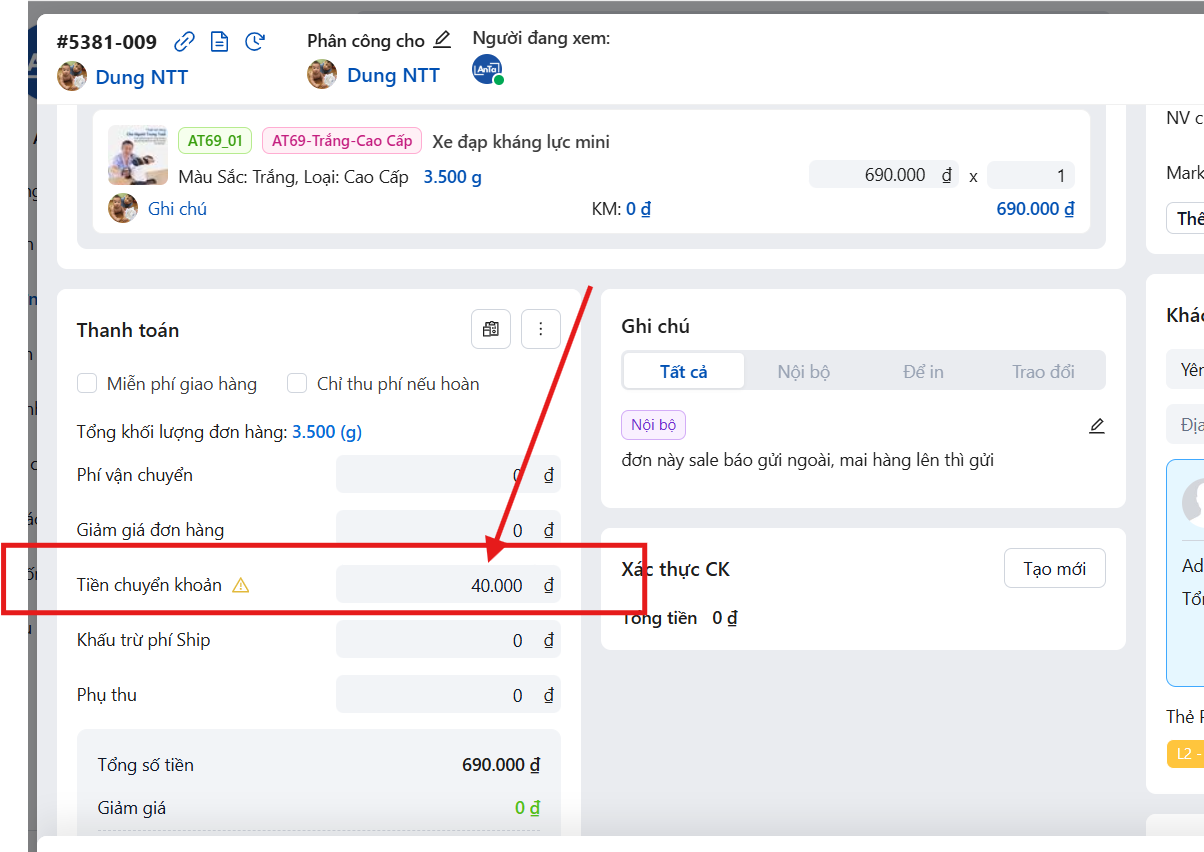 #5381-009
Dung NTT
Phân công cho
Dung NTT
Người đang xem:
AnTa
AT69_01 AT69-Trắng-Cao Cấp Xe đạp kháng lực mini
Màu Sắc: Trắng, Loại: Cao Cấp 3.500 g
690.000 ₫ x 1
Ghi chú KM: 0 ₫ 690.000 ₫
Thanh toán
Miễn phí giao hàng Chỉ thu phí nếu hoàn
Tổng khối lượng đơn hàng: 3.500 (g)
Phí vận chuyển 0 ₫
Giảm giá đơn hàng 0 ₫
Tiền chuyển khoản 40.000 ₫
Khấu trừ phí Ship 0 ₫
Phụ thu 0 ₫
Tổng số tiền 690.000 ₫
Giảm giá 0 ₫
Ghi chú
Tất cả Nội bộ Để in Trao đổi
Nội bộ
đơn này sale báo gửi ngoài, mai hàng lên thì gửi
Xác thực CK Tạo mới
Tổng tiền 0 ₫
NV c
Mark
Thê
Khác
Yên
Địa
Ad
Tổn
Thẻ P
L2 -